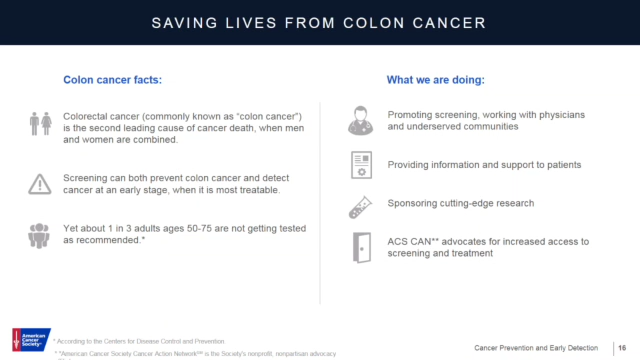 SAVING LIVES FROM COLON CANCER
Colon cancer facts:
Colorectal cancer (commonly known as “colon cancer”)
is the second leading cause of cancer death, when men
and women are combined.
Screening can both prevent colon cancer and detect
cancer at an early stage, when it is most treatable.
Yet about 1 in 3 adults ages 50-75 are not getting tested
as recommended.*
What we are doing:
Promoting screening, working with physicians
and underserved communities
Providing information and support to patients
Sponsoring cutting-edge research
ACS CAN** advocates for increased access to
screening and treatment
American
Cancer
Society
* According to the Centers for Disease Control and Prevention
* *American Cancer Society Cancer Action Network℠ is the Society's nonprofit, nonpartisan advocacy
Cancer Prevention and Early Detection
16